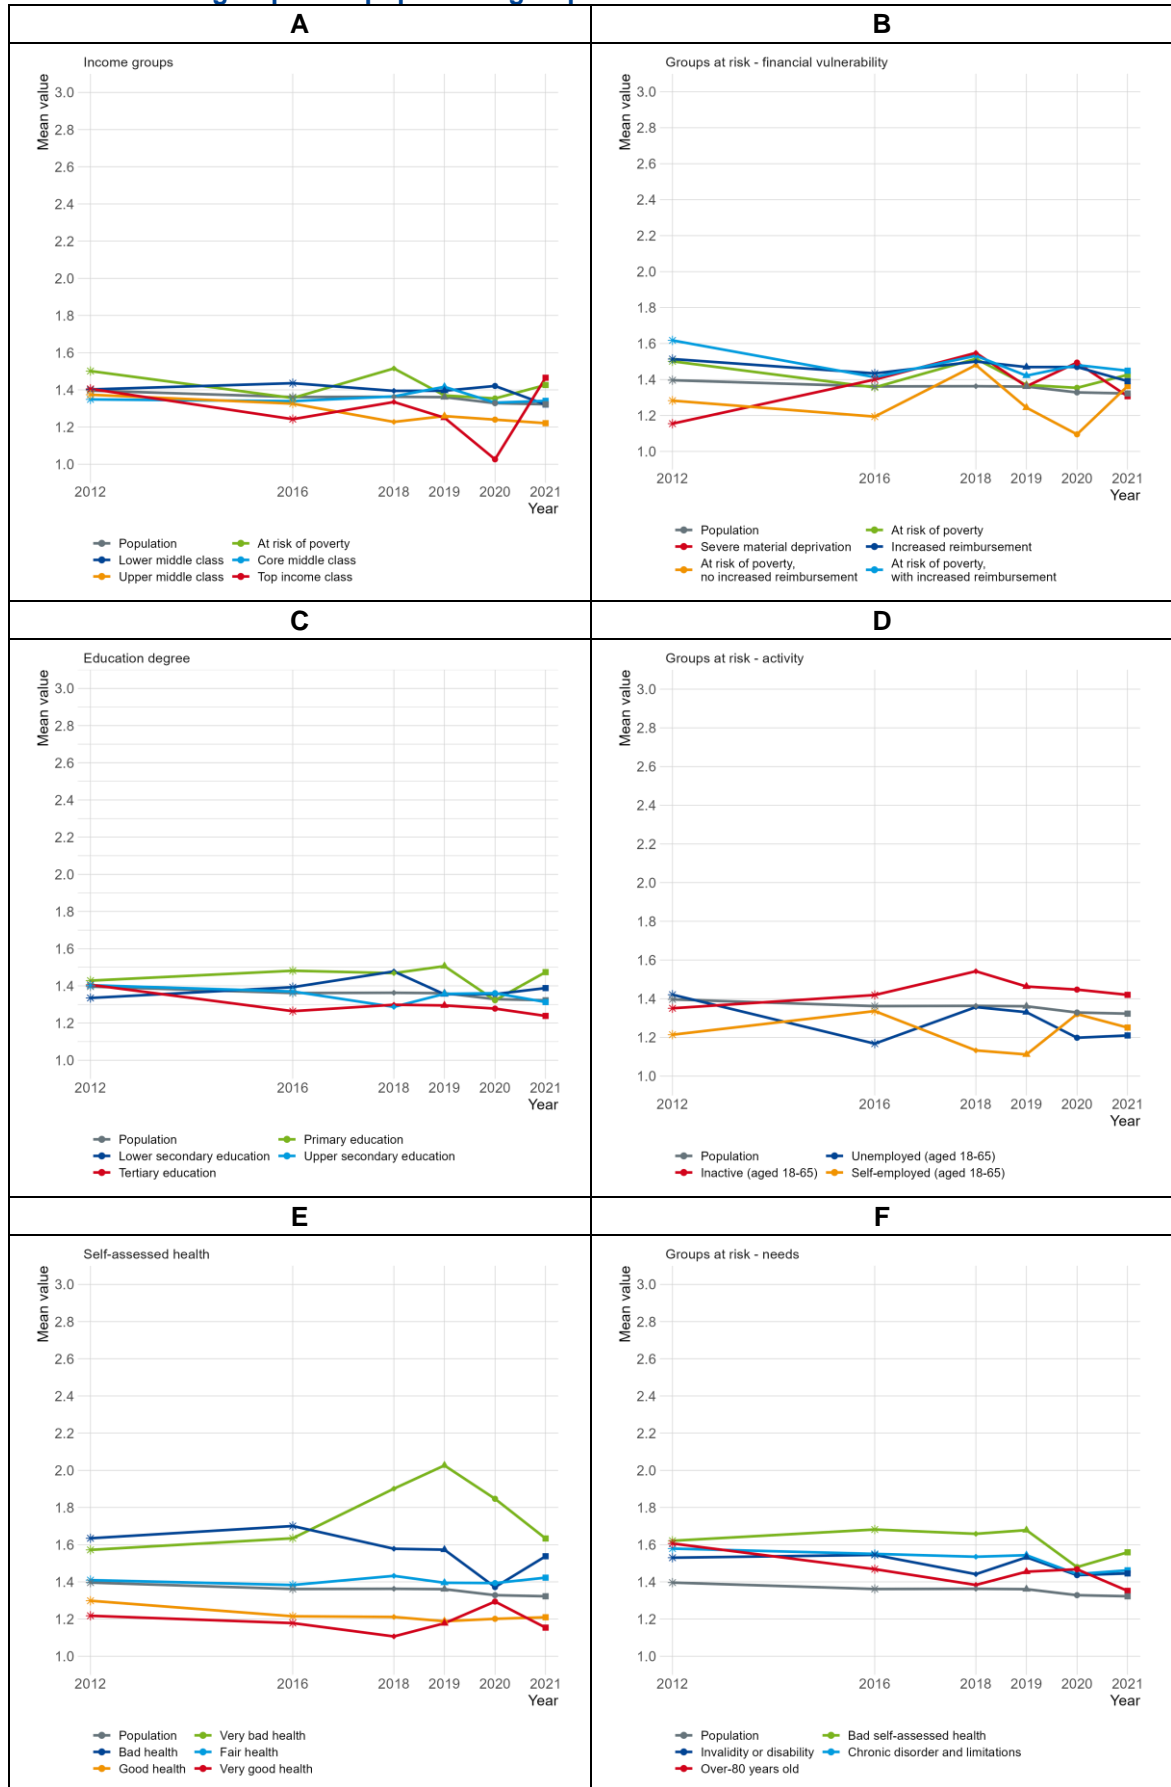 A
B
Income groups
Mean value
3.0
2.8
2.6
2.4
2.2
2.0
1.8
1.6
1.4
1.2
1.0
2012 2016 2018 2019 2020 2021
Year
Population At risk of poverty
Lower middle class Core middle class
Upper middle class Top income class
Groups at risk - financial vulnerability
Mean value
3.0
2.8
2.6
2.4
2.2
2.0
1.8
1.6
1.4
1.2
1.0
2012 2016 2018 2019 2020 2021
Year
Population At risk of poverty
Severe material deprivation Increased reimbursement
At risk of poverty, At risk of poverty,
no increased reimbursement with increased reimbursement
C
D
Education degree
Mean value
3.0
2.8
2.6
2.4
2.2
2.0
1.8
1.6
1.4
1.2
1.0
2012 2016 2018 2019 2020 2021
Year
Population Primary education
Lower secondary education Upper secondary education
Tertiary education
Groups at risk - activity
Mean value
3.0
2.8
2.6
2.4
2.2
2.0
1.8
1.6
1.4
1.2
1.0
2012 2016 2018 2019 2020 2021
Year
Population Unemployed (aged 18-65)
Inactive (aged 18-65) Self-employed (aged 18-65)
E
F
Self-assessed health
Mean value
3.0
2.8
2.6
2.4
2.2
2.0
1.8
1.6
1.4
1.2
1.0
2012 2016 2018 2019 2020 2021
Year
Population Very bad health
Bad health Fair health
Good health Very good health
Groups at risk - needs
Mean value
3.0
2.8
2.6
2.4
2.2
2.0
1.8
1.6
1.4
1.2
1.0
2012 2016 2018 2019 2020 2021
Year
Population Bad self-assessed health
Invalidity or disability Chronic disorder and limitations
Over-80 years old